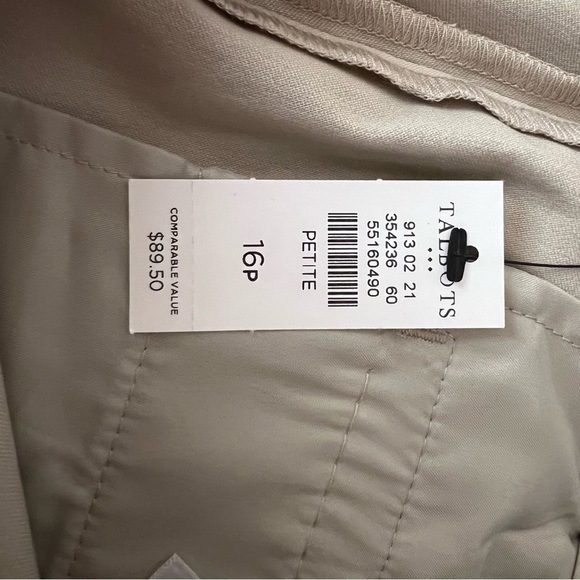 TALBOTS
913 02 21
354236 60
55160490
PETITE
16P
COMPARABLE VALUE
$89.50